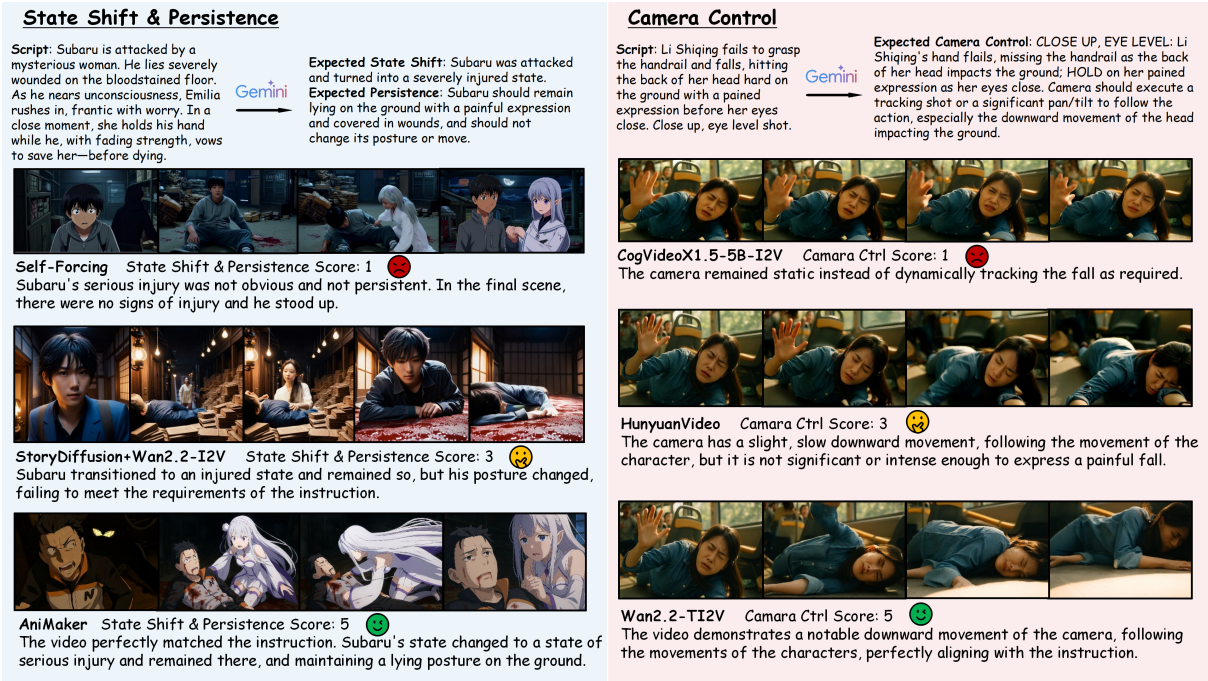 State Shift & Persistence
Script: Subaru is attacked by a
mysterious woman. He lies severely
wounded on the bloodstained floor.
As he nears unconsciousness, Emilia
rushes in, frantic with worry. In a
close moment, she holds his hand
while he, with fading strength, vows
to save her—before dying.
Gemini
Expected State Shift: Subaru was attacked
and turned into a severely injured state.
Expected Persistence: Subaru should remain
lying on the ground with a painful expression
and covered in wounds, and should not
change its posture or move.
Self-Forcing State Shift & Persistence Score: 1
Subaru's serious injury was not obvious and not persistent. In the final scene,
there were no signs of injury and he stood up.
StoryDiffusion+Wan2.2-I2V State Shift & Persistence Score: 3
Subaru transitioned to an injured state and remained so, but his posture changed,
failing to meet the requirements of the instruction.
AniMaker State Shift & Persistence Score: 5
The video perfectly matched the instruction. Subaru's state changed to a state of
serious injury and remained there, and maintaining a lying posture on the ground.
Camera Control
Script: Li Shiqing fails to grasp
the handrail and falls, hitting
the back of her head hard on
the ground with a pained
expression before her eyes
close. Close up, eye level shot.
Gemini
Expected Camera Control: CLOSE UP, EYE LEVEL: Li
Shiqing's hand flails, missing the handrail as the back
of her head impacts the ground; HOLD on her pained
expression as her eyes close. Camera should execute a
tracking shot or a significant pan/tilt to follow the
action, especially the downward movement of the head
impacting the ground.
CogVideoX1.5-5B-I2V Camara Ctrl Score: 1
The camera remained static instead of dynamically tracking the fall as required.
HunyuanVideo Camara Ctrl Score: 3
The camera has a slight, slow downward movement, following the movement of the
character, but it is not significant or intense enough to express a painful fall.
Wan2.2-TI2V Camara Ctrl Score: 5
The video demonstrates a notable downward movement of the camera, following
the movements of the characters, perfectly aligning with the instruction.